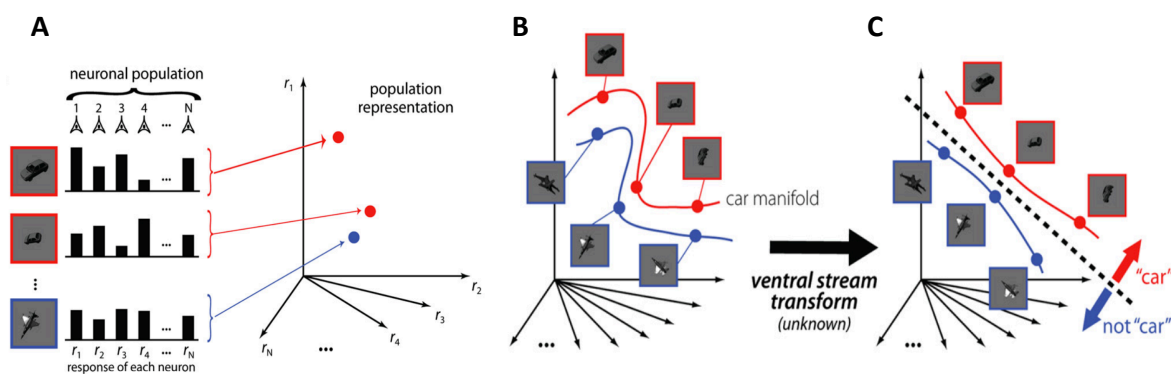 A
neuronal population
1 2 3 4 ... N
r1 r2 r3 r4 ... rN
response of each neuron
population
representation
r1
r2
r3
r4
...
rN
B
car manifold
...
ventral stream
transform
(unknown)
C
"car"
not "car"
...